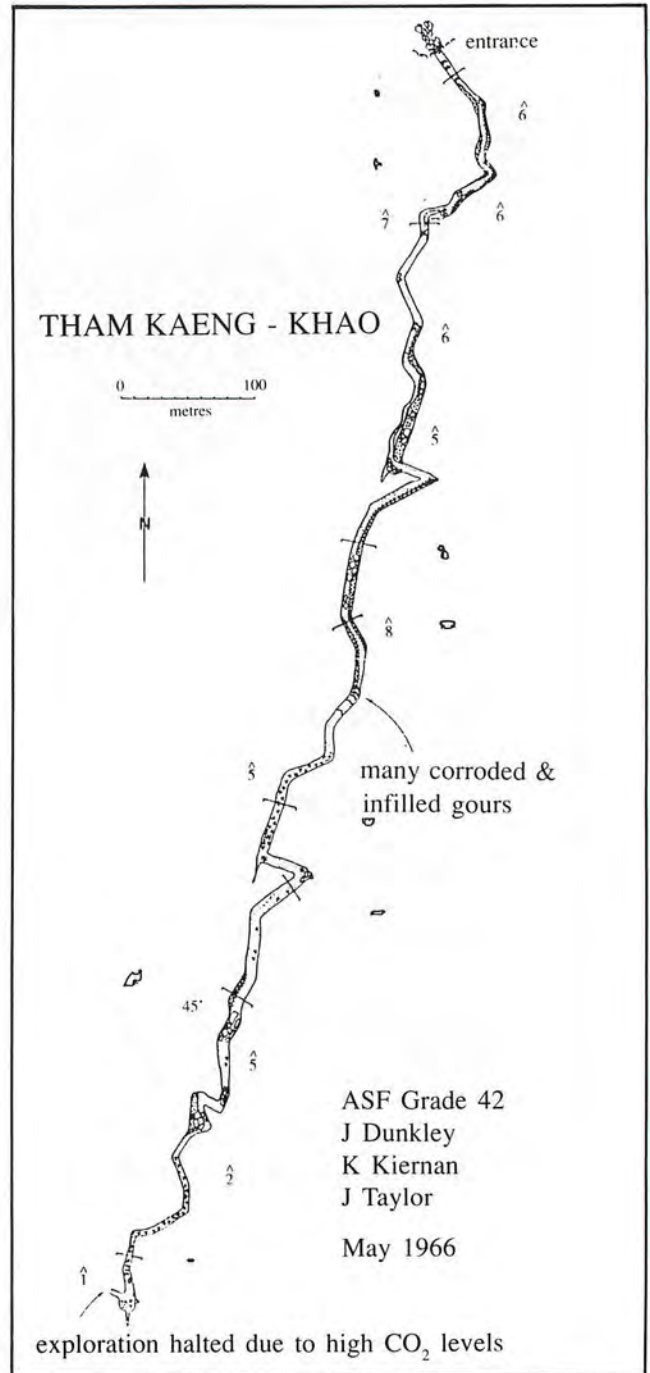 entrance
^6
^7
^6
THAM KAENG - KHAO
^6
0 100
metres
^5
N
^8
^5
many corroded &
infilled gours
45°
^5
ASF Grade 42
J Dunkley
K Kiernan
J Taylor
^2
May 1966
^1
exploration halted due to high CO₂ levels